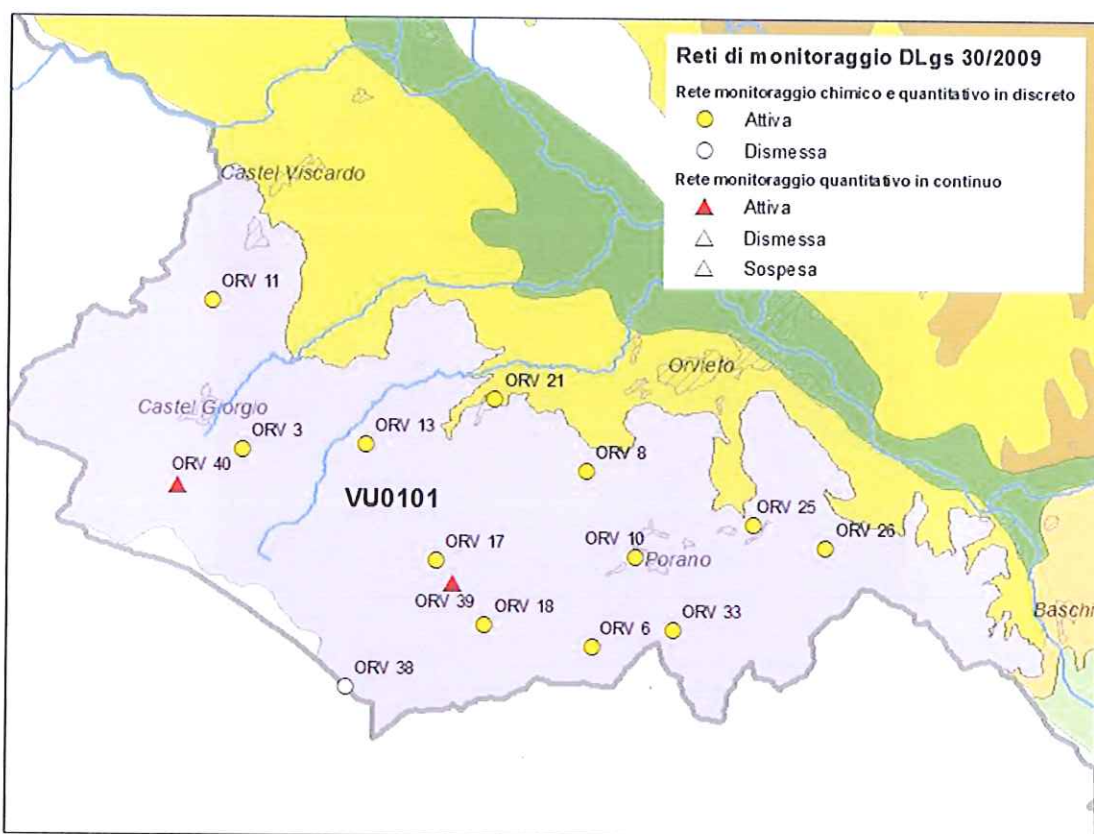 Reti di monitoraggio DLgs 30/2009
Rete monitoraggio chimico e quantitativo in discreto
Attiva
Dismessa
Rete monitoraggio quantitativo in continuo
Attiva
Dismessa
Sospesa
Castel Viscardo
ORV 11
Orvieto
Castel Giorgio
ORV 21
ORV 3
ORV 13
ORV 40
ORV 8
VU0101
ORV 25
ORV 26
ORV 17
ORV 10
Porano
ORV 39
ORV 18
ORV 6
ORV 33
Baschi
ORV 38